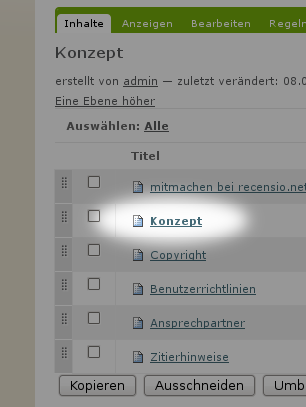 Inhalte Anzeigen Bearbeiten Regeln
Konzept
erstellt von admin — zuletzt verändert: 08.0
Eine Ebene höher
Auswählen: Alle
Titel
mitmachen bei recensio.net
Konzept
Copyright
Benutzerrichtlinien
Ansprechpartner
Zitierhinweise
Kopieren Ausschneiden Umb